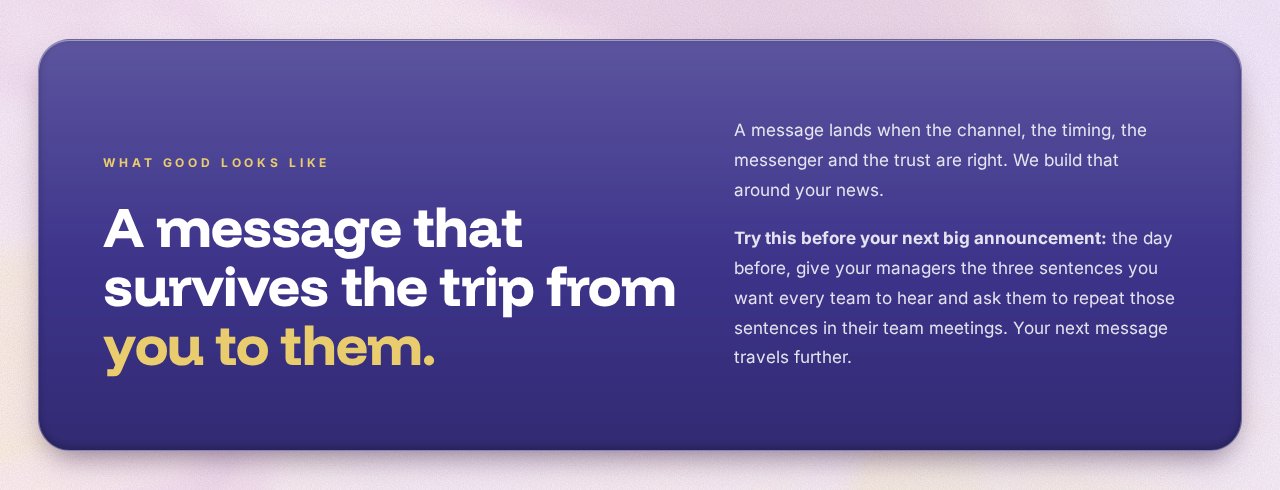 WHAT GOOD LOOKS LIKE
A message that
survives the trip from
you to them.
A message lands when the channel, the timing, the
messenger and the trust are right. We build that
around your news.
Try this before your next big announcement: the day
before, give your managers the three sentences you
want every team to hear and ask them to repeat those
sentences in their team meetings. Your next message
travels further.